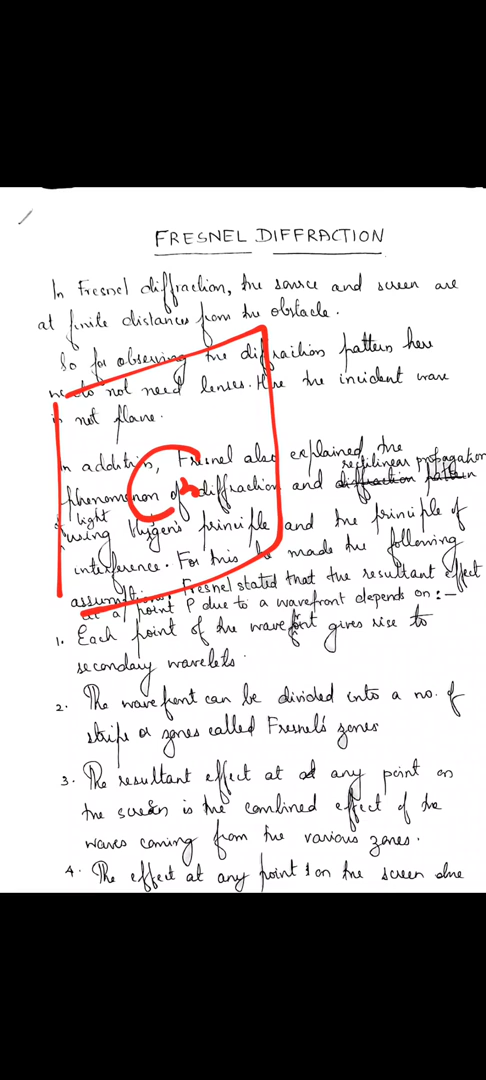 FRESNEL DIFFRACTION
In Fresnel diffraction, the source and screen are
at finite distances from the obstacle.
So for observing the diffraction pattern here
we do not need lenses. Here the incident wave
is not plane.
In addition, Fresnel also explained the
phenomenon of diffraction and rectilinear propagation
of light using Huygen's principle and the principle of
interference. For this he made the following
assumptions: Fresnel stated that the resultant effect
at a point P due to a wavefront depends on :-
1. Each point of the wavefront gives rise to
secondary wavelets.
2. The wavefront can be divided into a no. of
strips or zones called Fresnel's zones
3. The resultant effect at any point on
the screen is the combined effect of the
waves coming from the various zones.
4. The effect at any point on the screen due